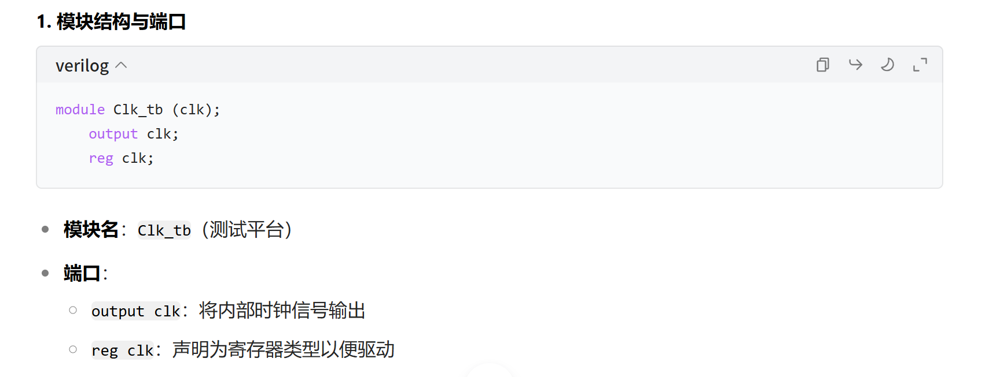 1. 模块结构与端口
verilog
module Clk_tb (clk);
output clk;
reg clk;
模块名：Clk_tb（测试平台）
端口：
output clk：将内部时钟信号输出
reg clk：声明为寄存器类型以便驱动